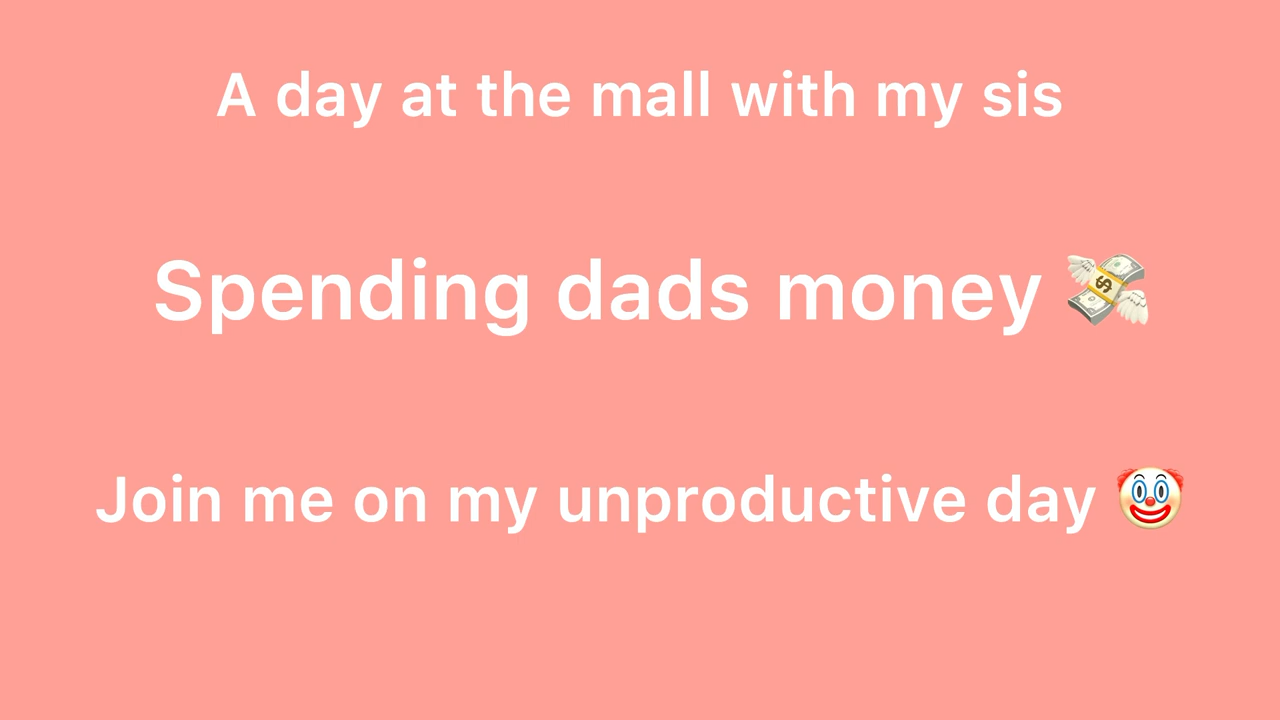 A day at the mall with my sis
Spending dads money 💸
Join me on my unproductive day 🤡